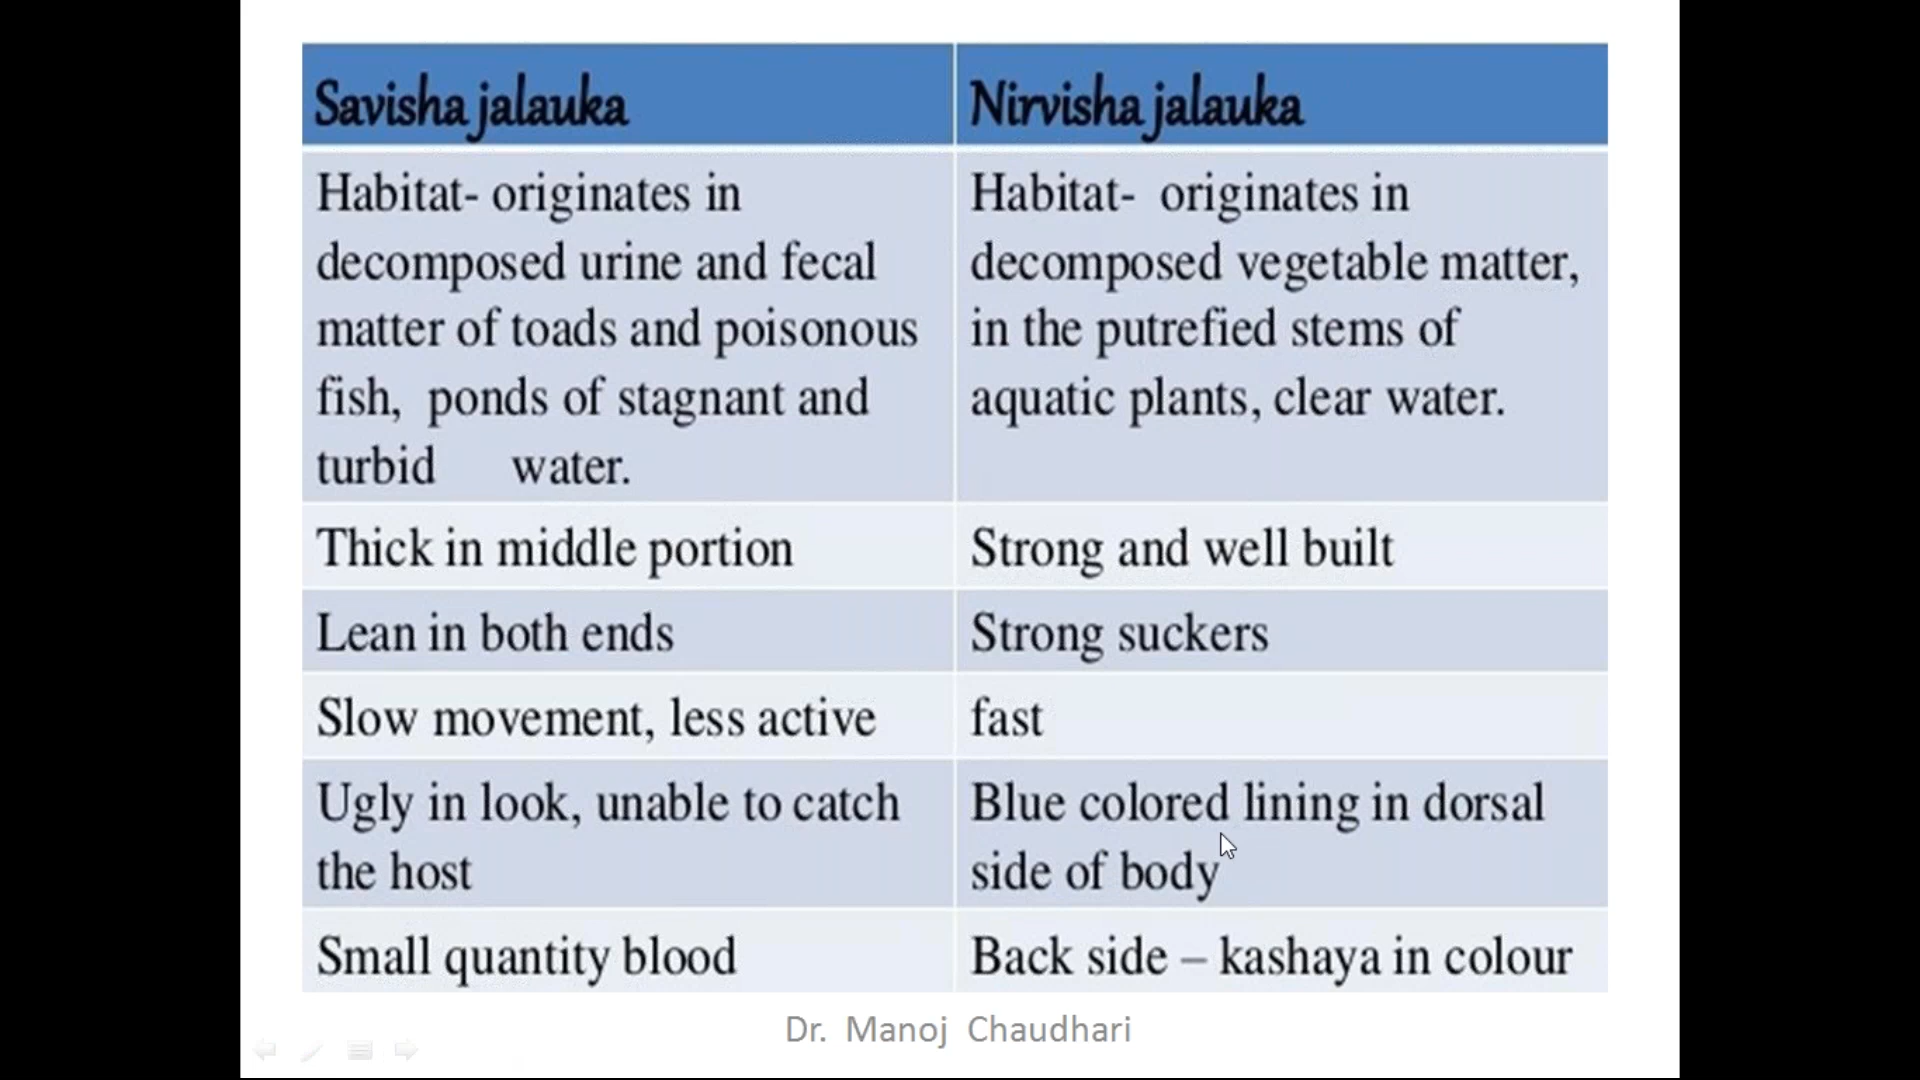 Savisha jalauka
Nirvisha jalauka
Habitat- originates in
decomposed urine and fecal
matter of toads and poisonous
fish, ponds of stagnant and
turbid water.
Habitat- originates in
decomposed vegetable matter,
in the putrefied stems of
aquatic plants, clear water.
Thick in middle portion
Strong and well built
Lean in both ends
Strong suckers
Slow movement, less active
fast
Ugly in look, unable to catch
the host
Blue colored lining in dorsal
side of body
Small quantity blood
Back side – kashaya in colour
Dr. Manoj Chaudhari